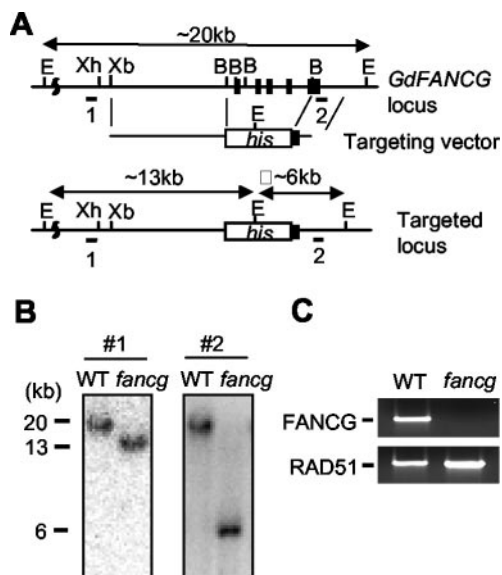 A
~20kb
E Xh Xb B B B B E
GdFANCG
locus
1 2
E
his
Targeting vector
~13kb ~6kb
E Xh Xb E E
his
Targeted
locus
1 2
B
#1 #2
WT fancg WT fancg
(kb)
20
13
6
C
WT fancg
FANCG
RAD51